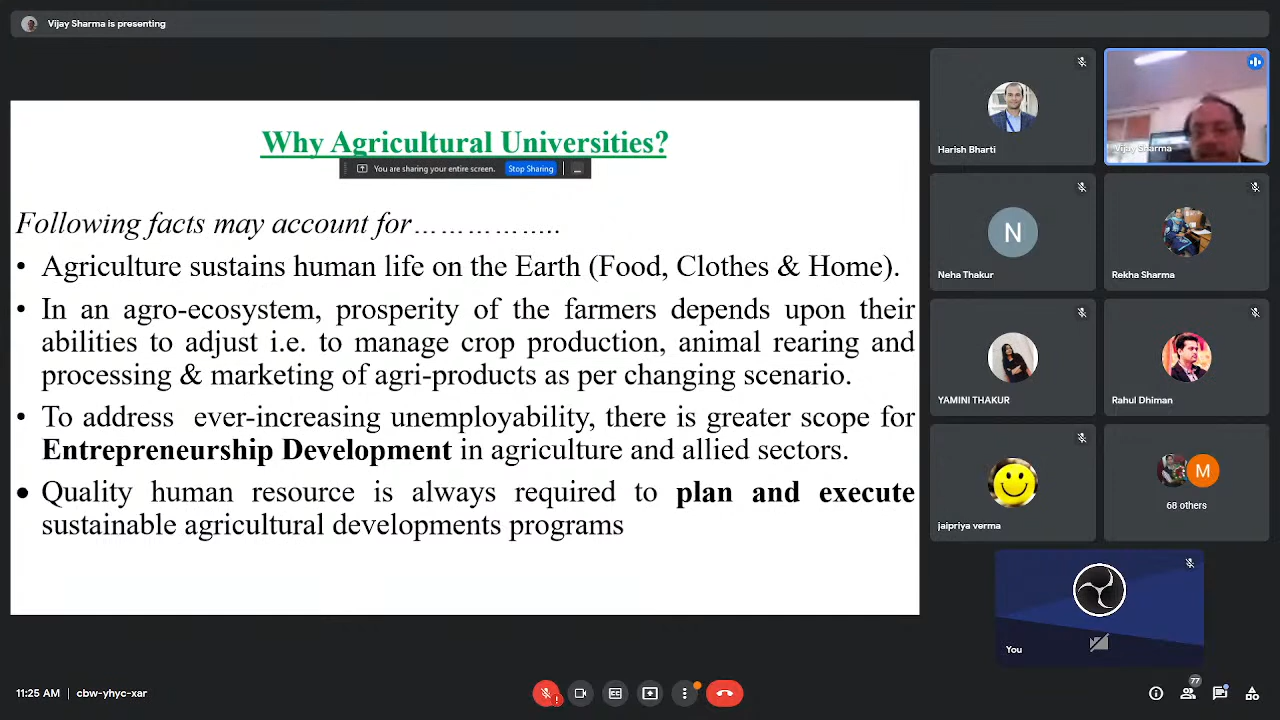 Vijay Sharma is presenting
Why Agricultural Universities?
You are sharing your entire screen. Stop Sharing
Following facts may account for……………..
• Agriculture sustains human life on the Earth (Food, Clothes & Home).
• In an agro-ecosystem, prosperity of the farmers depends upon their
abilities to adjust i.e. to manage crop production, animal rearing and
processing & marketing of agri-products as per changing scenario.
• To address ever-increasing unemployability, there is greater scope for
Entrepreneurship Development in agriculture and allied sectors.
• Quality human resource is always required to plan and execute
sustainable agricultural developments programs
Harish Bharti
Vijay Sharma
N
Neha Thakur
Rekha Sharma
YAMINI THAKUR
Rahul Dhiman
jaipriya verma
M
68 others
You
11:25 AM | cbw-yhyc-xar
77